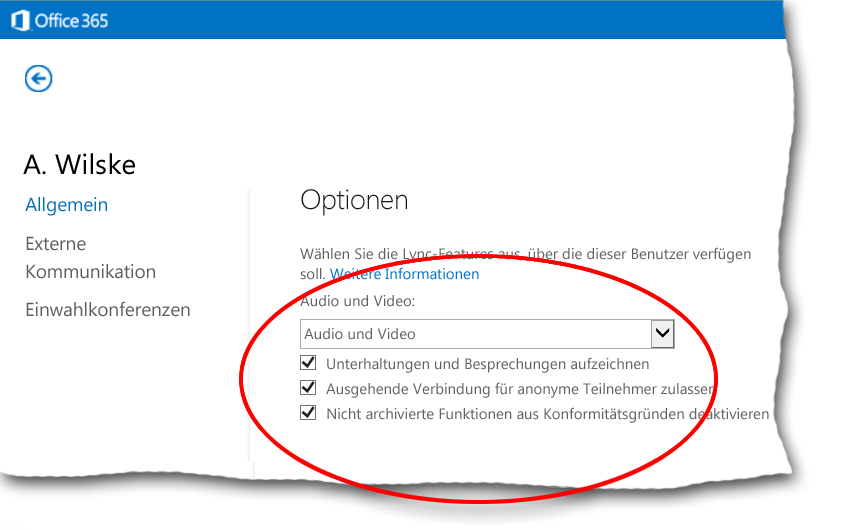 Office 365
A. Wilske
Allgemein
Externe
Kommunikation
Einwahlkonferenzen
Optionen
Wählen Sie die Lync-Features aus, über die dieser Benutzer verfügen
soll. Weitere Informationen
Audio und Video:
Audio und Video
Unterhaltungen und Besprechungen aufzeichnen
Ausgehende Verbindung für anonyme Teilnehmer zulassen
Nicht archivierte Funktionen aus Konformitätsgründen deaktivieren